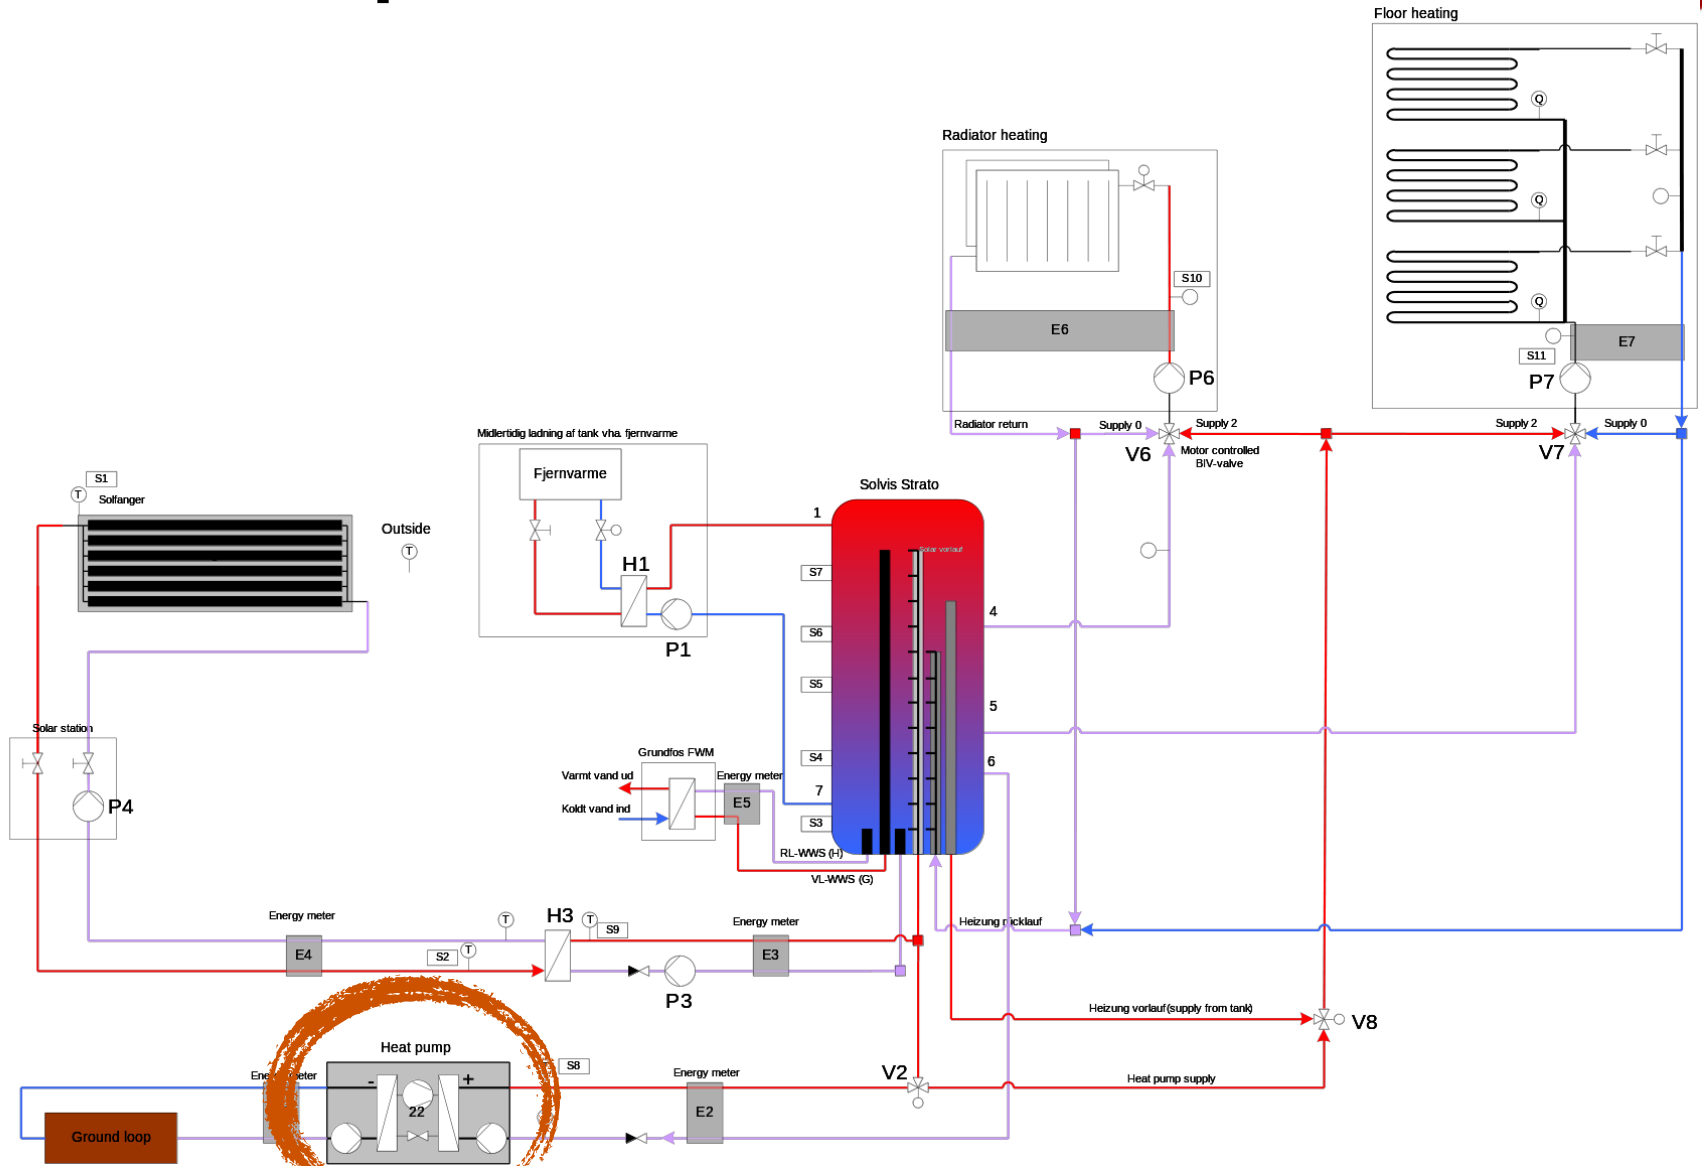 Floor heating
Q
Q
Q
E7
S11
P7
Radiator heating
S10
E6
P6
Radiator return
Supply 0
Supply 2
Supply 2
Supply 0
V6
Motor controlled
BIV-valve
V7
Midlertidig ladning af tank vha. fjernvarme
Fjernvarme
H1
P1
S1
T
Solfanger
Outside
T
Solvis Strato
1
Solar vorlauf
S7
S6
S5
S4
S3
4
5
6
7
Solar station
P4
Grundfos FWM
Energy meter
Varmt vand ud
Koldt vand ind
E5
RL-WWS (H)
VL-WWS (G)
Energy meter
E4
T
S2
T
H3
T
S9
Energy meter
E3
P3
Heizung rücklauf
Heizung vorlauf(supply from tank)
V8
Heat pump
S8
Energy meter
V2
Heat pump supply
- +
22
E2
Ground loop